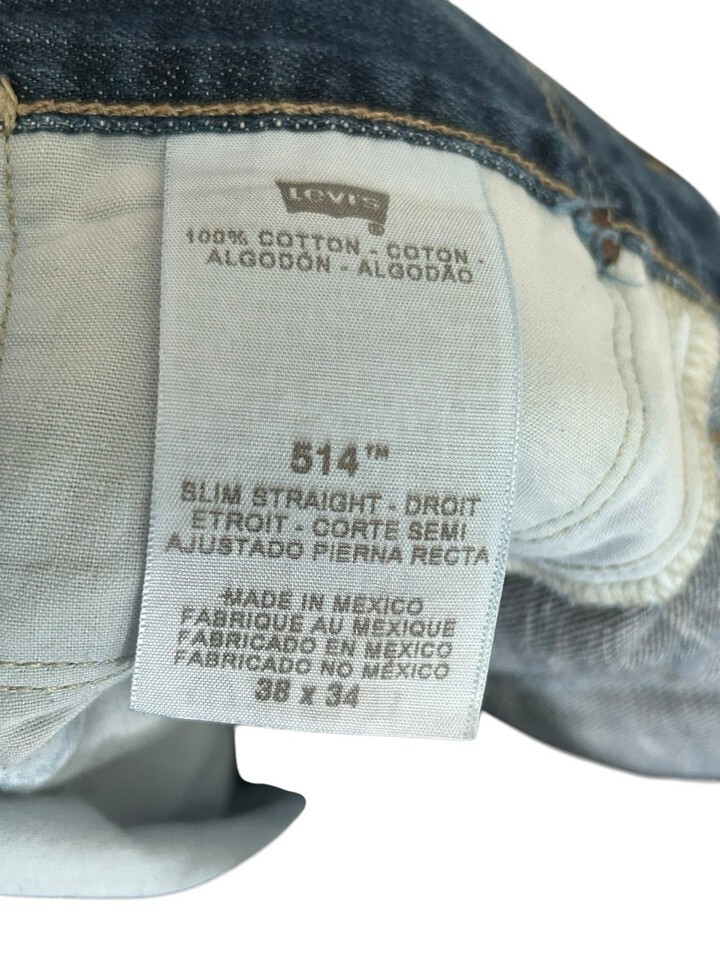 Levi's
®
100% COTTON - COTON -
ALGODÓN - ALGODÃO
514™
SLIM STRAIGHT - DROIT
ETROIT - CORTE SEMI
AJUSTADO PIERNA RECTA
MADE IN MEXICO
FABRIQUE AU MEXIQUE
FABRICADO EN MEXICO
FABRICADO NO MÉXICO
38 x 34